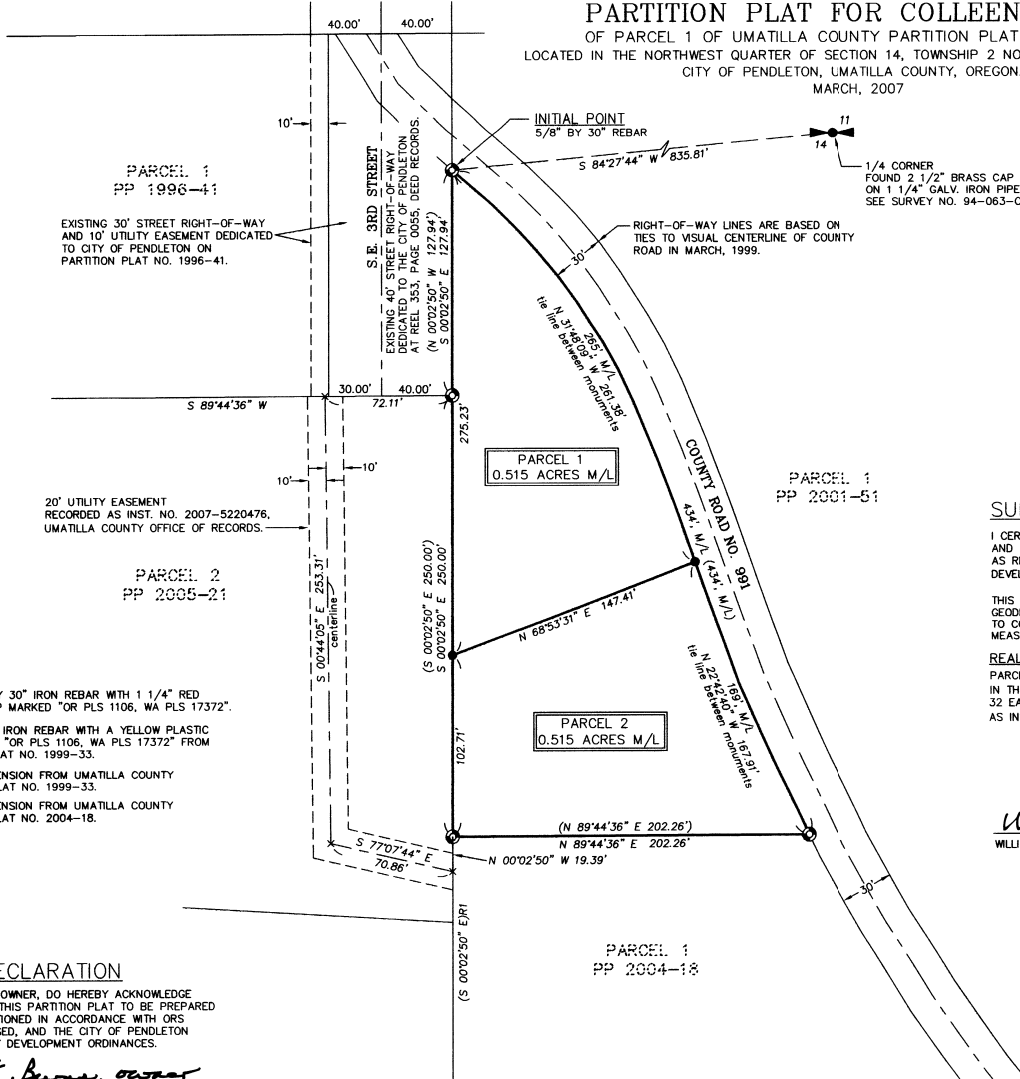 PARTITION PLAT FOR COLLEEN
OF PARCEL 1 OF UMATILLA COUNTY PARTITION PLAT
LOCATED IN THE NORTHWEST QUARTER OF SECTION 14, TOWNSHIP 2 NO
CITY OF PENDLETON, UMATILLA COUNTY, OREGON.
MARCH, 2007
40.00' 40.00'
10'
INITIAL POINT
5/8" BY 30" REBAR
S 84°27'44" W 835.81'
11
14
1/4 CORNER
FOUND 2 1/2" BRASS CAP
ON 1 1/4" GALV. IRON PIPE
SEE SURVEY NO. 94-063-C
PARCEL 1
PP 1996-41
EXISTING 30' STREET RIGHT-OF-WAY
AND 10' UTILITY EASEMENT DEDICATED
TO CITY OF PENDLETON ON
PARTITION PLAT NO. 1996-41.
S.E. 3RD STREET
EXISTING 40' STREET RIGHT-OF-WAY
DEDICATED TO THE CITY OF PENDLETON
AT REEL 353, PAGE 0055, DEED RECORDS.
(N 00°02'50" W 127.94')
S 00°02'50" E 127.94'
RIGHT-OF-WAY LINES ARE BASED ON
TIES TO VISUAL CENTERLINE OF COUNTY
ROAD IN MARCH, 1999.
30'
265', M/L
N 31°48'09" W 261.38'
tie line between monuments
30.00' 40.00'
S 89°44'36" W
72.11'
275.23'
PARCEL 1
0.515 ACRES M/L
COUNTY ROAD NO. 991
434', M/L (434', M/L)
PARCEL 1
PP 2001-51
10'
10'
20' UTILITY EASEMENT
RECORDED AS INST. NO. 2007-5220476,
UMATILLA COUNTY OFFICE OF RECORDS.
PARCEL 2
PP 2005-21
S 00°44'05" E 253.31'
centerline
(S 00°02'50" E 250.00')
S 00°02'50" E 250.00'
N 68°53'31" E 147.41'
169', M/L
N 22°42'40" W 167.91'
tie line between monuments
PARCEL 2
0.515 ACRES M/L
102.71'
Y 30" IRON REBAR WITH 1 1/4" RED
P MARKED "OR PLS 1106, WA PLS 17372".
IRON REBAR WITH A YELLOW PLASTIC
"OR PLS 1106, WA PLS 17372" FROM
LAT NO. 1999-33.
ENSION FROM UMATILLA COUNTY
LAT NO. 1999-33.
ENSION FROM UMATILLA COUNTY
LAT NO. 2004-18.
(N 89°44'36" E 202.26')
N 89°44'36" E 202.26'
S 77°07'44" E
70.86'
N 00°02'50" W 19.39'
30'
(S 00°02'50" E)R1
PARCEL 1
PP 2004-18
SU
I CER
AND
AS R
DEVEL
THIS
GEOD
TO CO
MEAS
REAL
PARCE
IN TH
32 EA
AS IN
WILLI
ECLARATION
OWNER, DO HEREBY ACKNOWLEDGE
THIS PARTITION PLAT TO BE PREPARED
TIONED IN ACCORDANCE WITH ORS
SED, AND THE CITY OF PENDLETON
DEVELOPMENT ORDINANCES.
owner